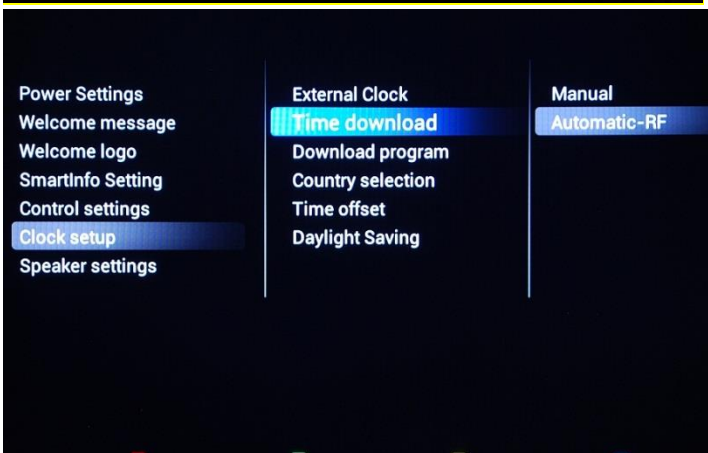 Power Settings
Welcome message
Welcome logo
SmartInfo Setting
Control settings
Clock setup
Speaker settings
External Clock
Time download
Download program
Country selection
Time offset
Daylight Saving
Manual
Automatic-RF